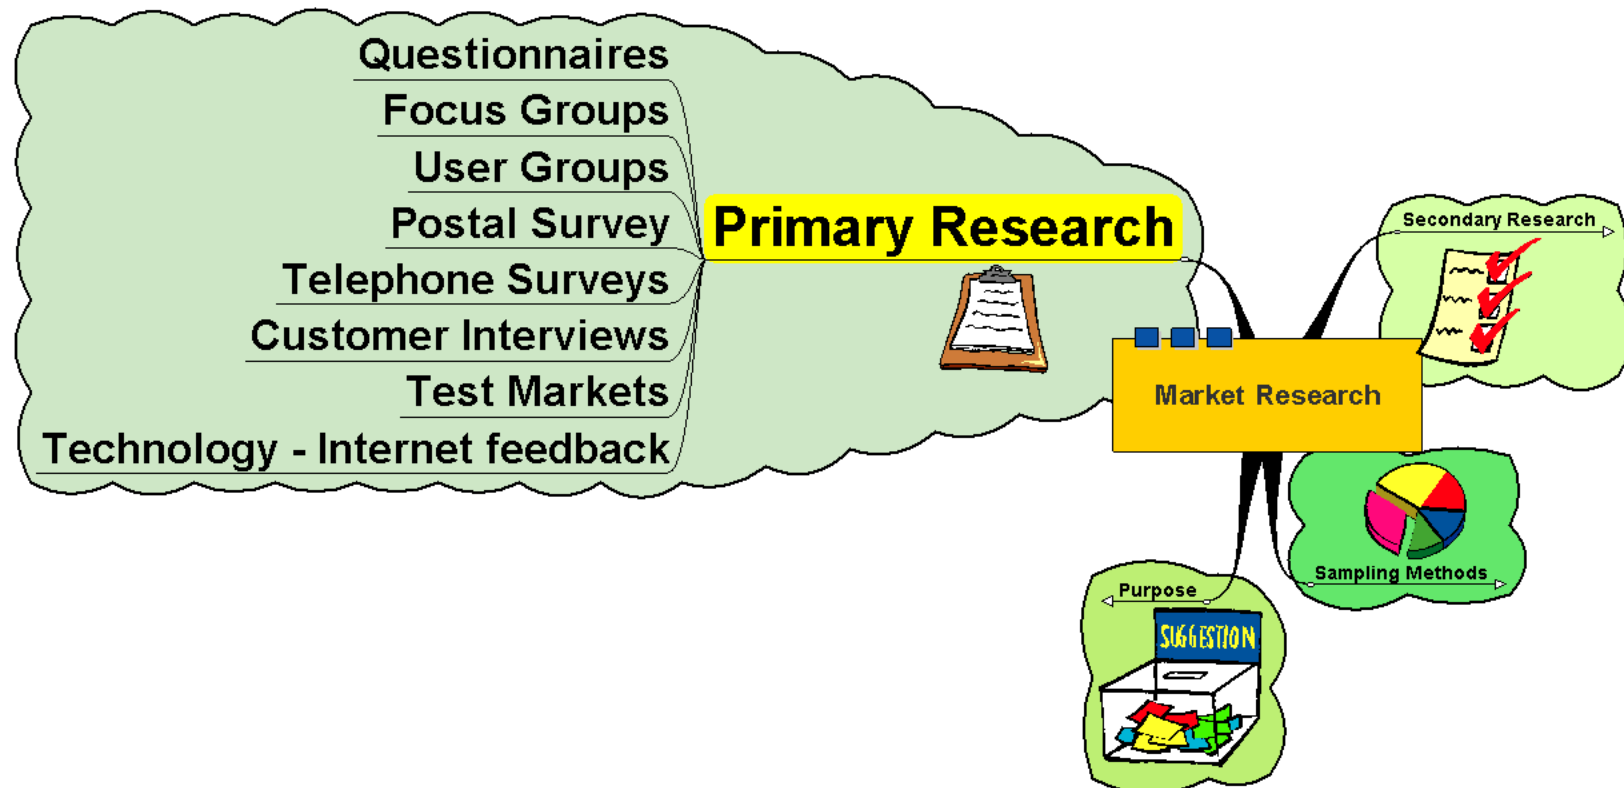 Questionnaires
Focus Groups
User Groups
Postal Survey
Telephone Surveys
Customer Interviews
Test Markets
Technology - Internet feedback
Primary Research
Secondary Research
Market Research
Sampling Methods
Purpose
SUGGESTION